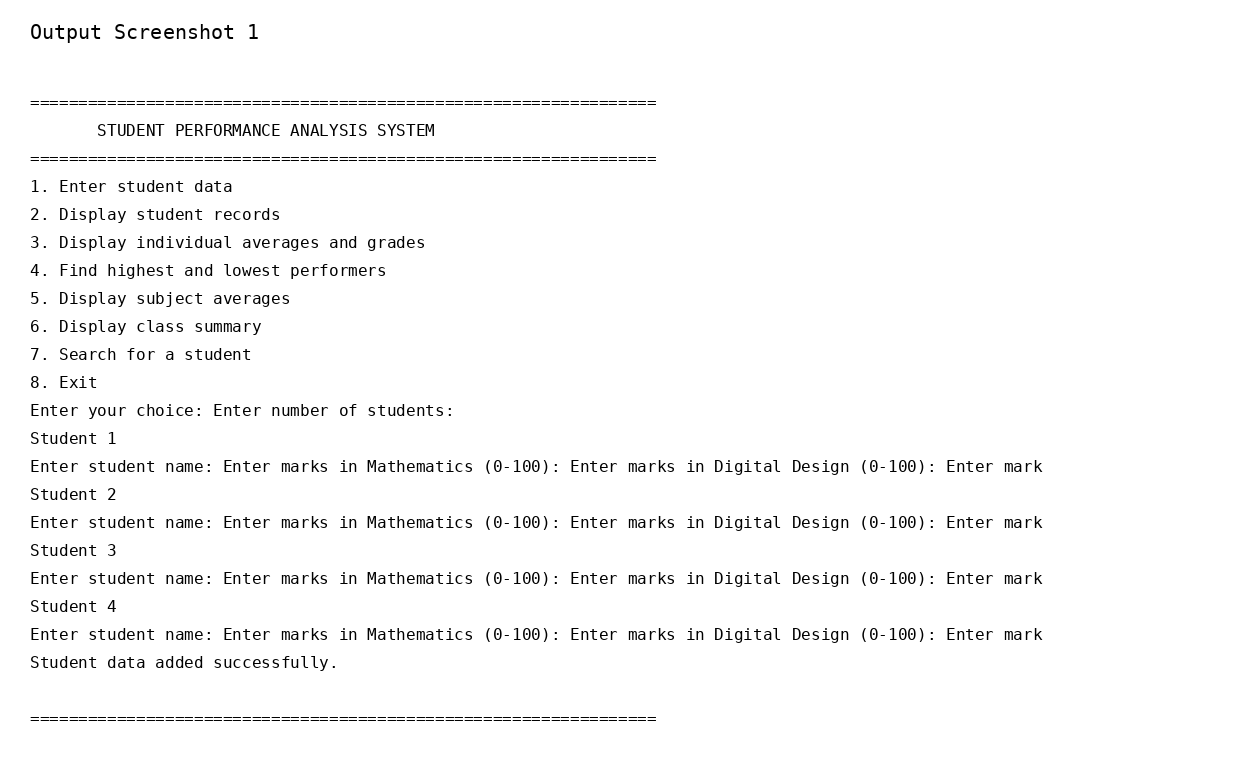 Output Screenshot 1
=================================================================
STUDENT PERFORMANCE ANALYSIS SYSTEM
=================================================================
1. Enter student data
2. Display student records
3. Display individual averages and grades
4. Find highest and lowest performers
5. Display subject averages
6. Display class summary
7. Search for a student
8. Exit
Enter your choice: Enter number of students:
Student 1
Enter student name: Enter marks in Mathematics (0-100): Enter marks in Digital Design (0-100): Enter mark
Student 2
Enter student name: Enter marks in Mathematics (0-100): Enter marks in Digital Design (0-100): Enter mark
Student 3
Enter student name: Enter marks in Mathematics (0-100): Enter marks in Digital Design (0-100): Enter mark
Student 4
Enter student name: Enter marks in Mathematics (0-100): Enter marks in Digital Design (0-100): Enter mark
Student data added successfully.
=================================================================